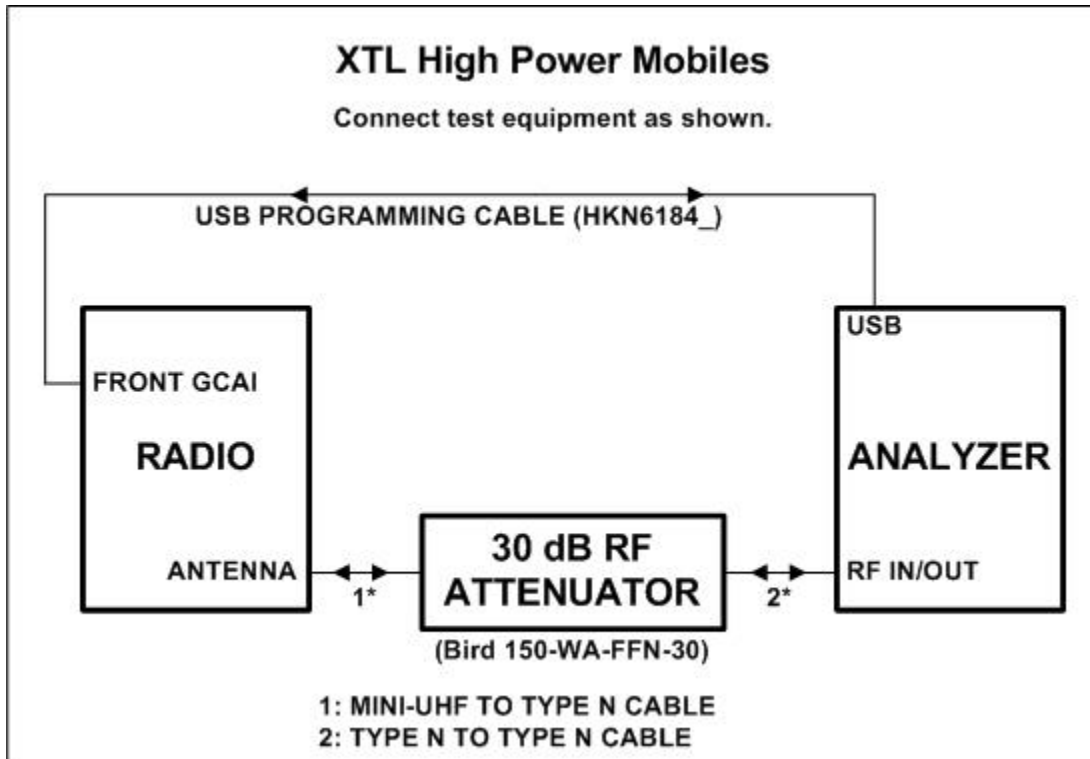 XTL High Power Mobiles
Connect test equipment as shown.
USB PROGRAMMING CABLE (HKN6184_)
FRONT GCAI
RADIO
ANTENNA
1*
30 dB RF
ATTENUATOR
(Bird 150-WA-FFN-30)
2*
USB
ANALYZER
RF IN/OUT
1: MINI-UHF TO TYPE N CABLE
2: TYPE N TO TYPE N CABLE